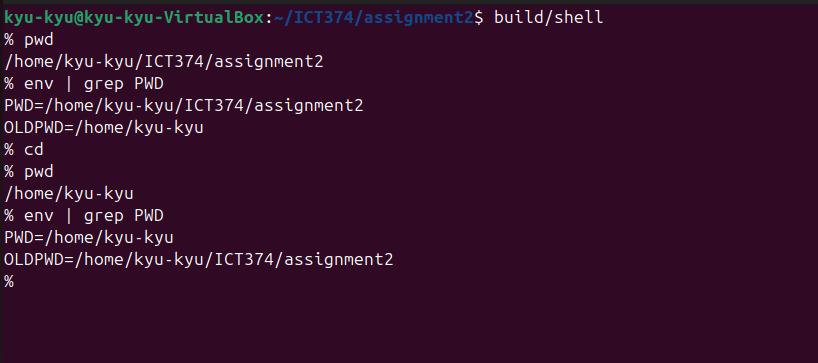 kyu-kyu@kyu-kyu-VirtualBox:~/ICT374/assignment2$ build/shell
% pwd
/home/kyu-kyu/ICT374/assignment2
% env | grep PWD
PWD=/home/kyu-kyu/ICT374/assignment2
OLDPWD=/home/kyu-kyu
% cd
% pwd
/home/kyu-kyu
% env | grep PWD
PWD=/home/kyu-kyu
OLDPWD=/home/kyu-kyu/ICT374/assignment2
%